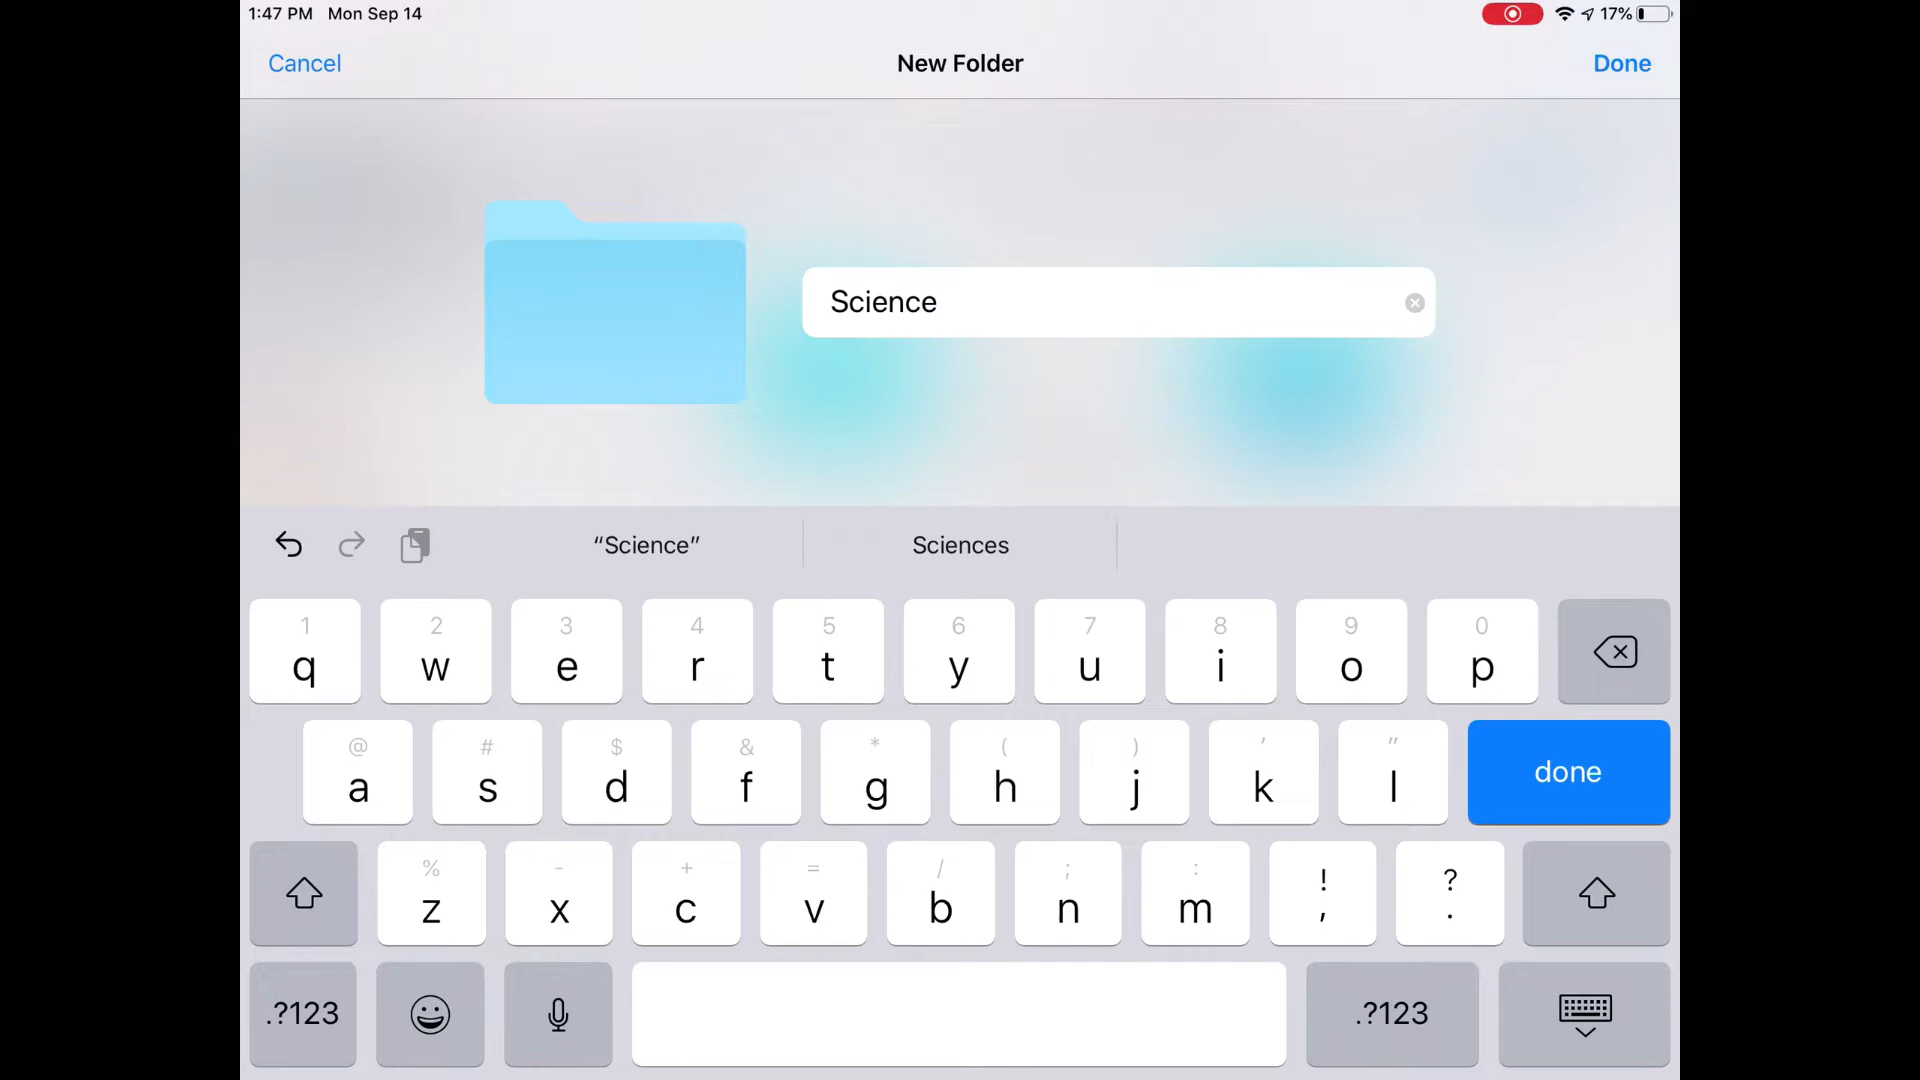 1:47 PM Mon Sep 14 17%
Cancel New Folder Done
Science
“Science” Sciences
1 2 3 4 5 6 7 8 9 0
q w e r t y u i o p
@ # $ & * ( ) ' "
a s d f g h j k l done
% - + = / ; : ! ?
z x c v b n m , .
.?123 .?123